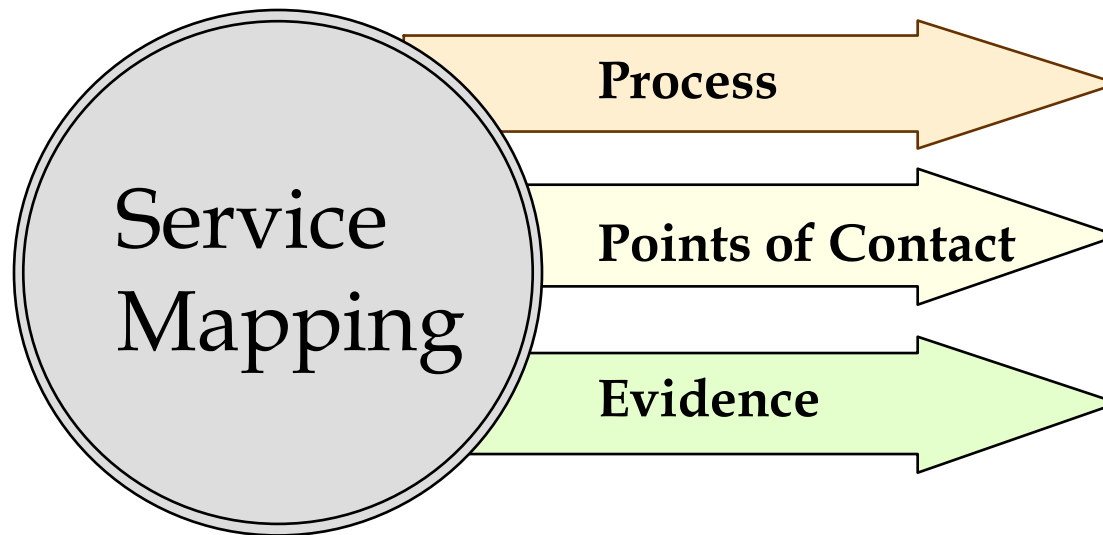 Service
Mapping
Process
Points of Contact
Evidence